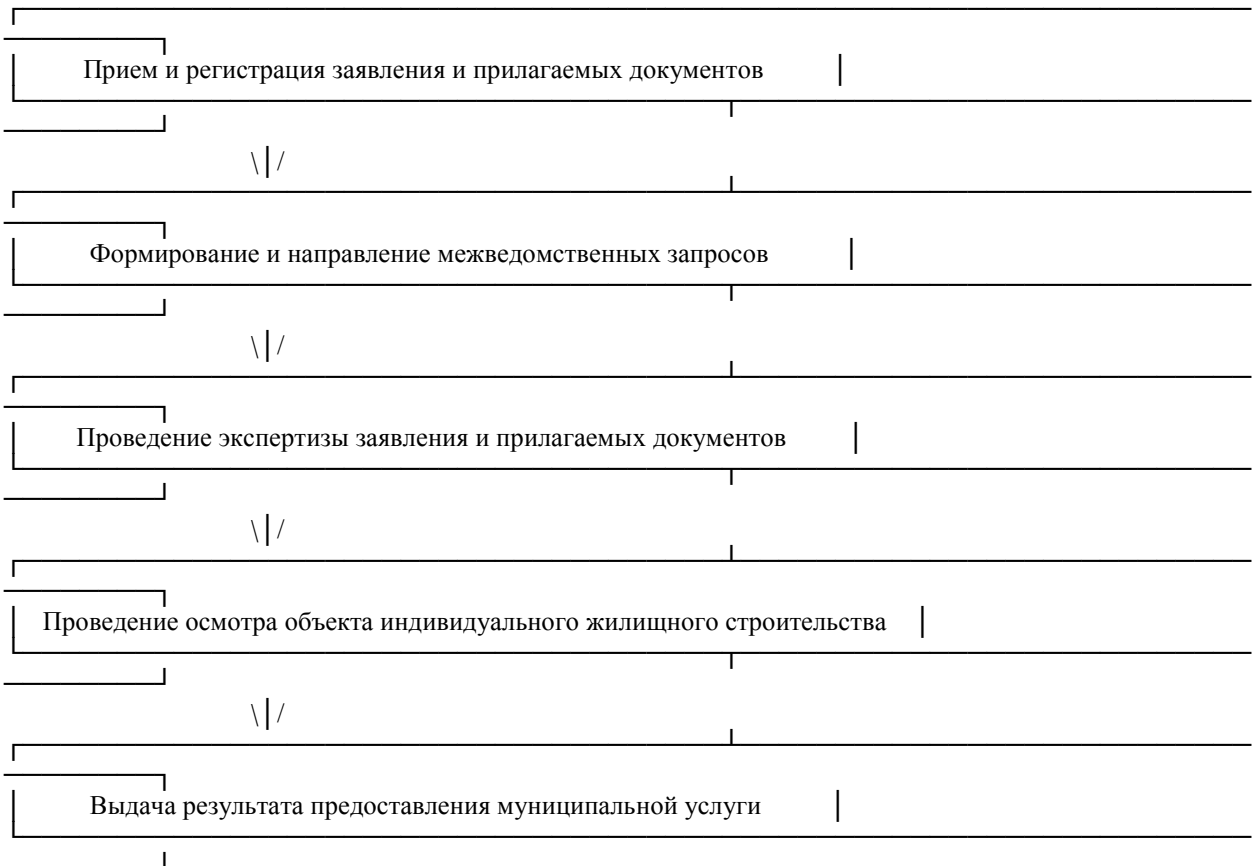 Прием и регистрация заявления и прилагаемых документов
\│/
Формирование и направление межведомственных запросов
\│/
Проведение экспертизы заявления и прилагаемых документов
\│/
Проведение осмотра объекта индивидуального жилищного строительства
\│/
Выдача результата предоставления муниципальной услуги